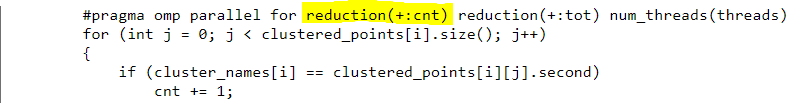 #pragma omp parallel for reduction(+:cnt) reduction(+:tot) num_threads(threads)
for (int j = 0; j < clustered_points[i].size(); j++)
{
if (cluster_names[i] == clustered_points[i][j].second)
cnt += 1;